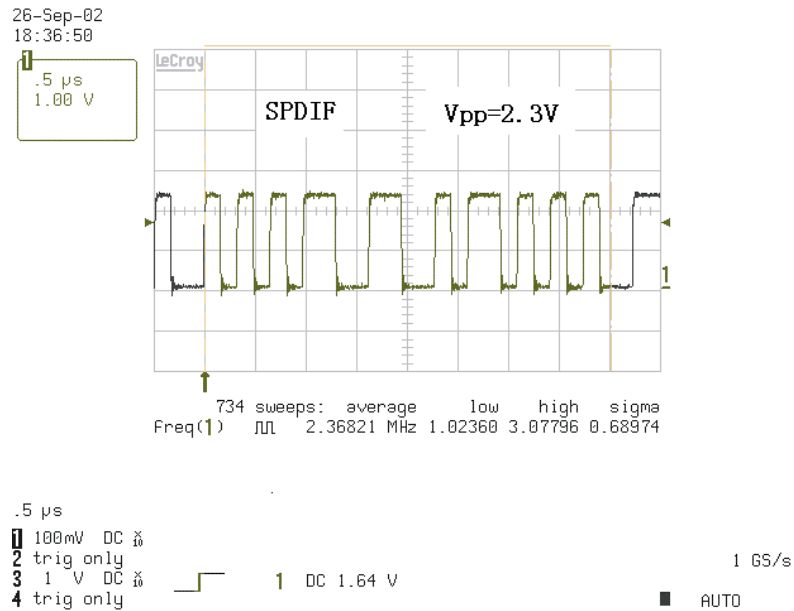 26-Sep-02
18:36:50
1
.5 µs
1.00 V
LeCroy
SPDIF
Vpp=2.3V
1
734 sweeps: average low high sigma
Freq(1) 2.36821 MHz 1.02360 3.07796 0.68974
.5 µs
1 100mV DC X10
2 trig only
3 1 V DC X10
4 trig only
1 DC 1.64 V
1 GS/s
AUTO